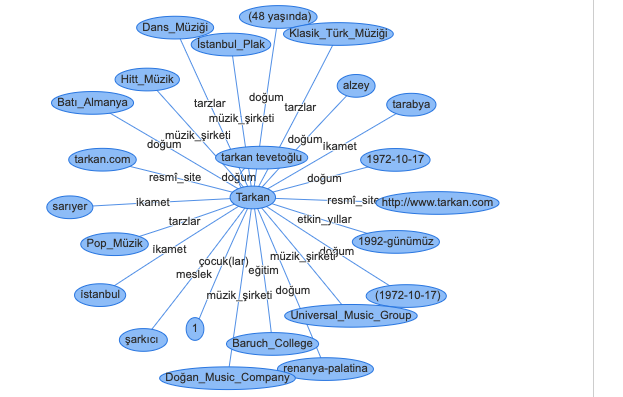 (48 yaşında)
Dans_Müziği
Klasik_Türk_Müziği
İstanbul_Plak
Hitt_Müzik
alzey
Batı_Almanya
tarzlar
doğum
tarzlar
tarabya
müzik_şirketi
müzik_şirketi
doğum
doğum
ikamet
tarkan.com
tarkan tevetoğlu
1972-10-17
resmî_site
doğum
doğum
sarıyer
ikamet
Tarkan
resmî_site
http://www.tarkan.com
tarzlar
etkin_yıllar
Pop_Müzik
ikamet
doğum
1992-günümüz
çocuk(lar)
müzik_şirketi
meslek
eğitim
istanbul
müzik_şirketi
doğum
(1972-10-17)
şarkıcı
1
Universal_Music_Group
Baruch_College
Doğan_Music_Company
renanya-palatina